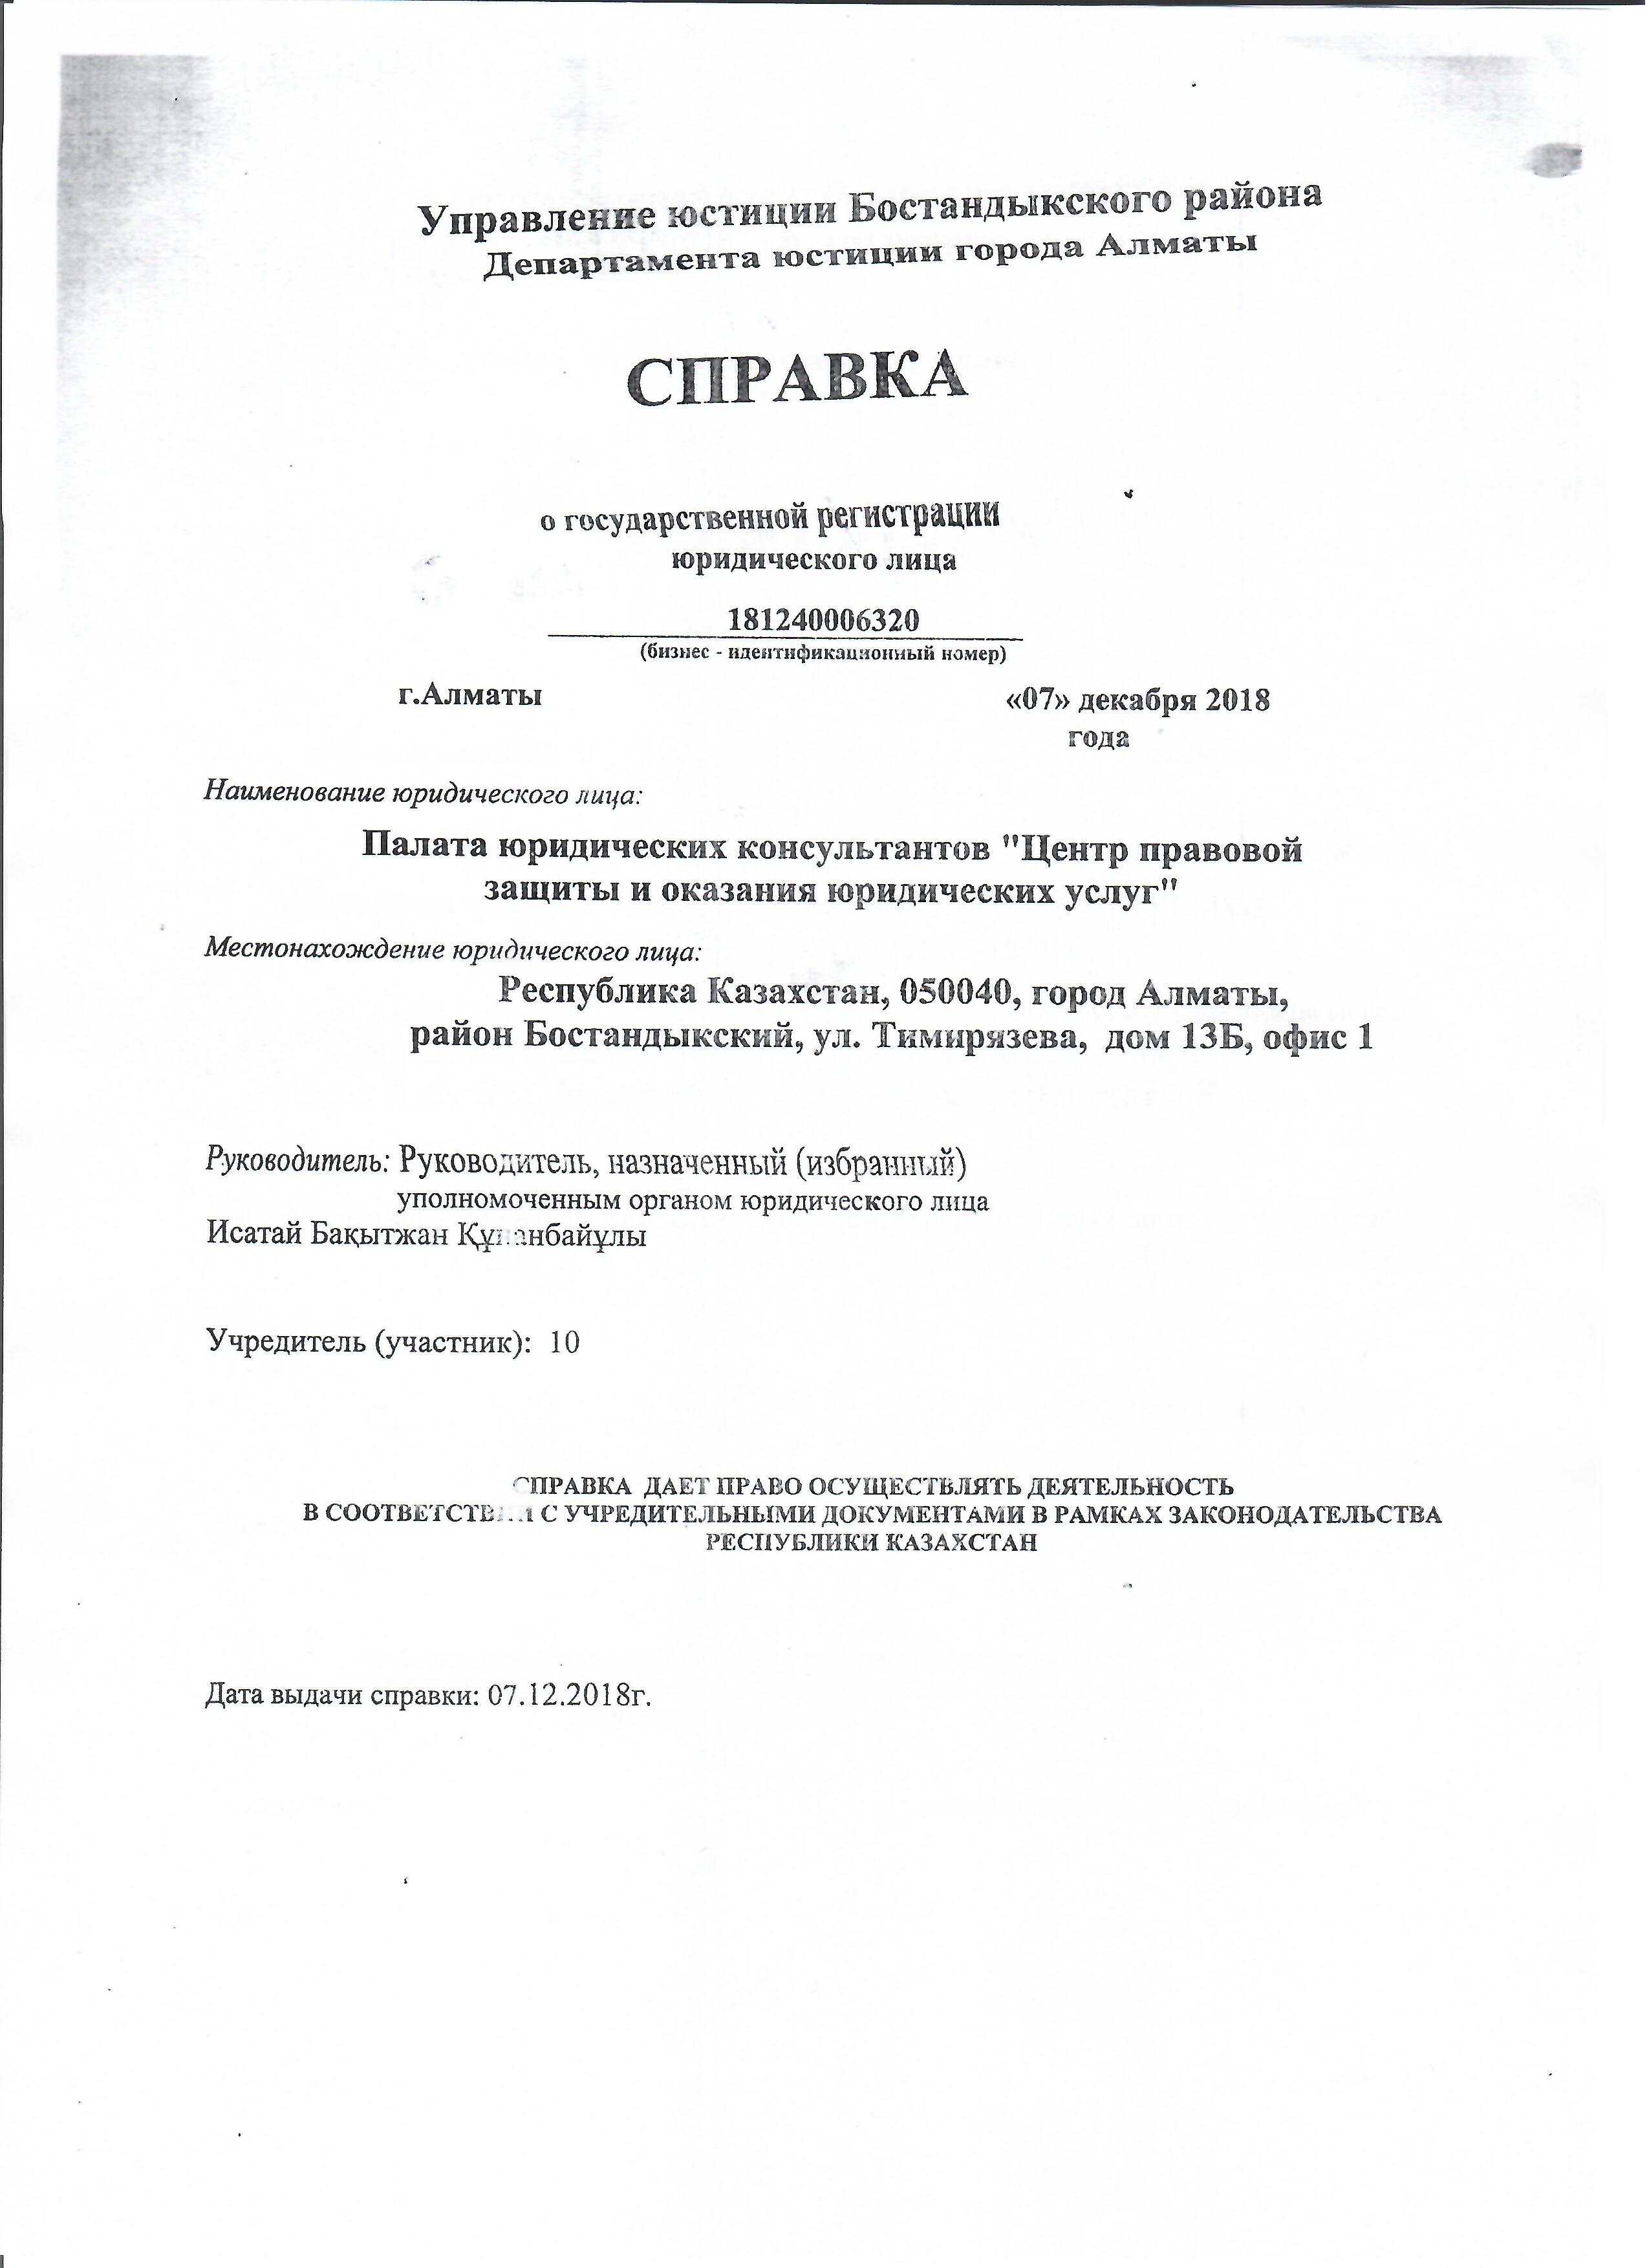 Управление юстиции Бостандыкского района
Департамента юстиции города Алматы
СПРАВКА
о государственной регистрации
юридического лица
181240006320
(бизнес - идентификационный номер)
г.Алматы «07» декабря 2018
года
Наименование юридического лица:
Палата юридических консультантов "Центр правовой
защиты и оказания юридических услуг"
Местонахождение юридического лица:
Республика Казахстан, 050040, город Алматы,
район Бостандыкский, ул. Тимирязева, дом 13Б, офис 1
Руководитель: Руководитель, назначенный (избранный)
уполномоченным органом юридического лица
Исатай Бақытжан
Учредитель (участник): 10
СПРАВКА ДАЕТ ПРАВО ОСУЩЕСТВЛЯТЬ ДЕЯТЕЛЬНОСТЬ
В СООТВЕТСТВИИ С УЧРЕДИТЕЛЬНЫМИ ДОКУМЕНТАМИ В РАМКАХ ЗАКОНОДАТЕЛЬСТВА
РЕСПУБЛИКИ КАЗАХСТАН
Дата выдачи справки: 07.12.2018г.